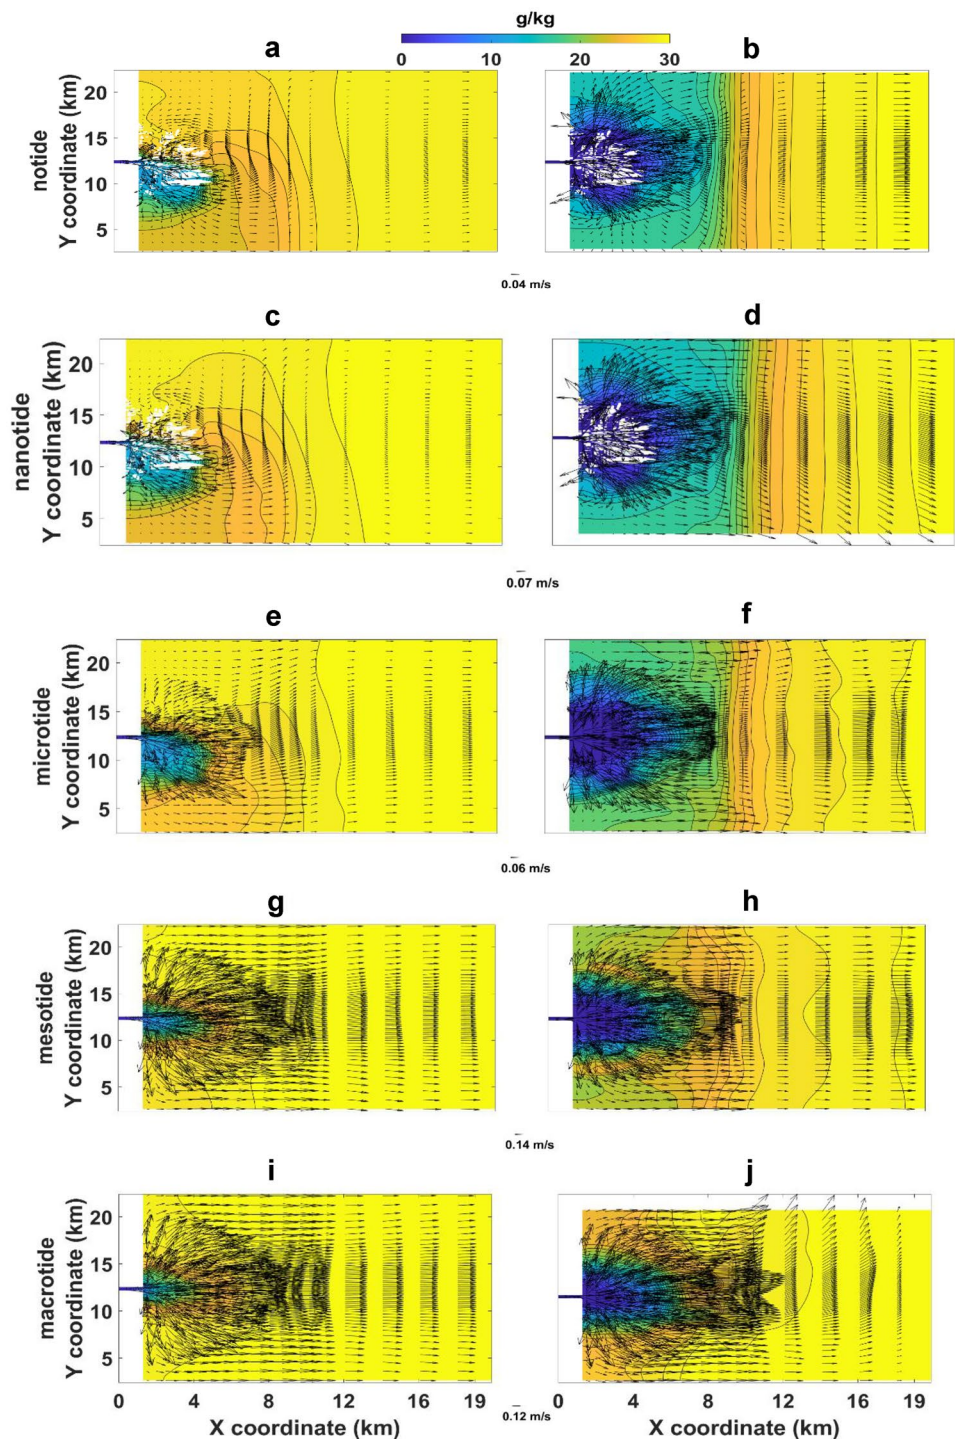 g/kg
0 10 20 30
a b
notide
Y coordinate (km)
20
15
10
5
0.04 m/s
c d
nanotide
Y coordinate (km)
20
15
10
5
0.07 m/s
e f
microtide
Y coordinate (km)
20
15
10
5
0.06 m/s
g h
mesotide
Y coordinate (km)
20
15
10
5
0.14 m/s
i j
macrotide
Y coordinate (km)
20
15
10
5
0 4 8 12 16 19 0 4 8 12 16 19
X coordinate (km) 0.12 m/s X coordinate (km)